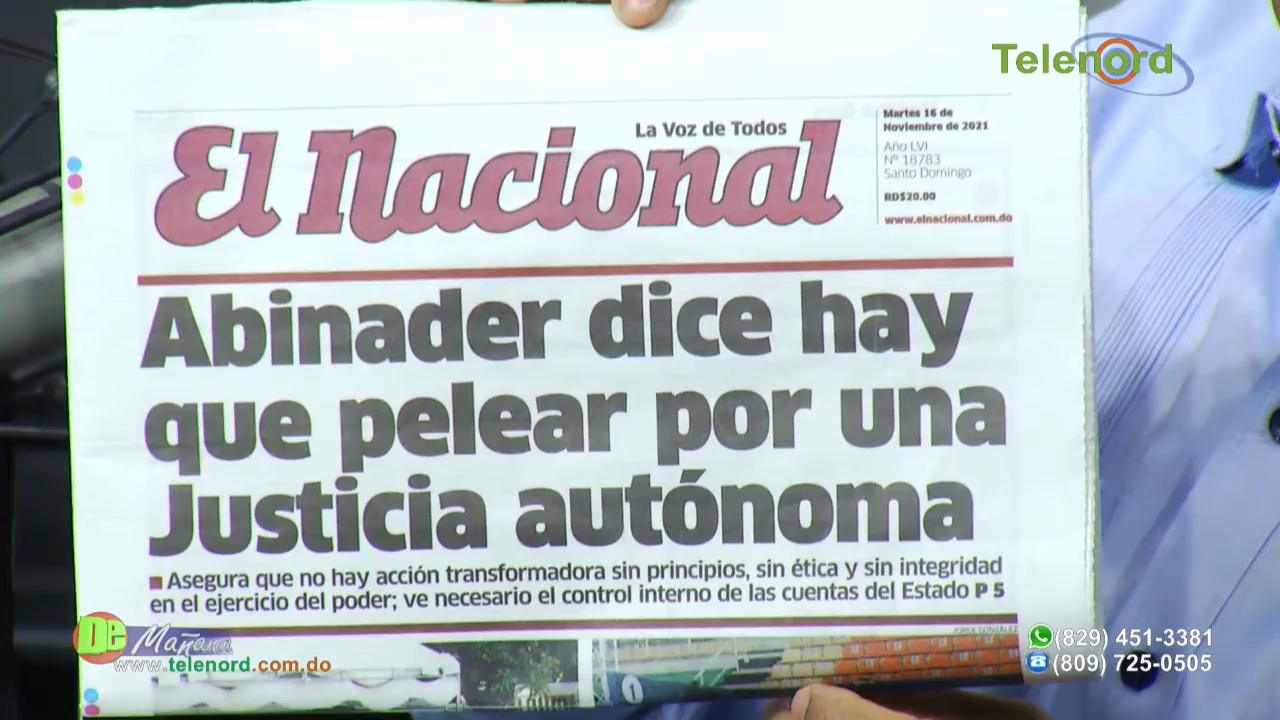 Telenord
La Voz de Todos
El Nacional
Martes 16 de
Noviembre de 2021
Año LVI
Nº 18783
Santo Domingo
RD$20.00
www.elnacional.com.do
Abinader dice hay
que pelear por una
Justicia autónoma
Asegura que no hay acción transformadora sin principios, sin ética y sin integridad
en el ejercicio del poder; ve necesario el control interno de las cuentas del Estado P 5
JORGE GONZÁLEZ
1
De Mañana
www.telenord.com.do
(829) 451-3381
(809) 725-0505